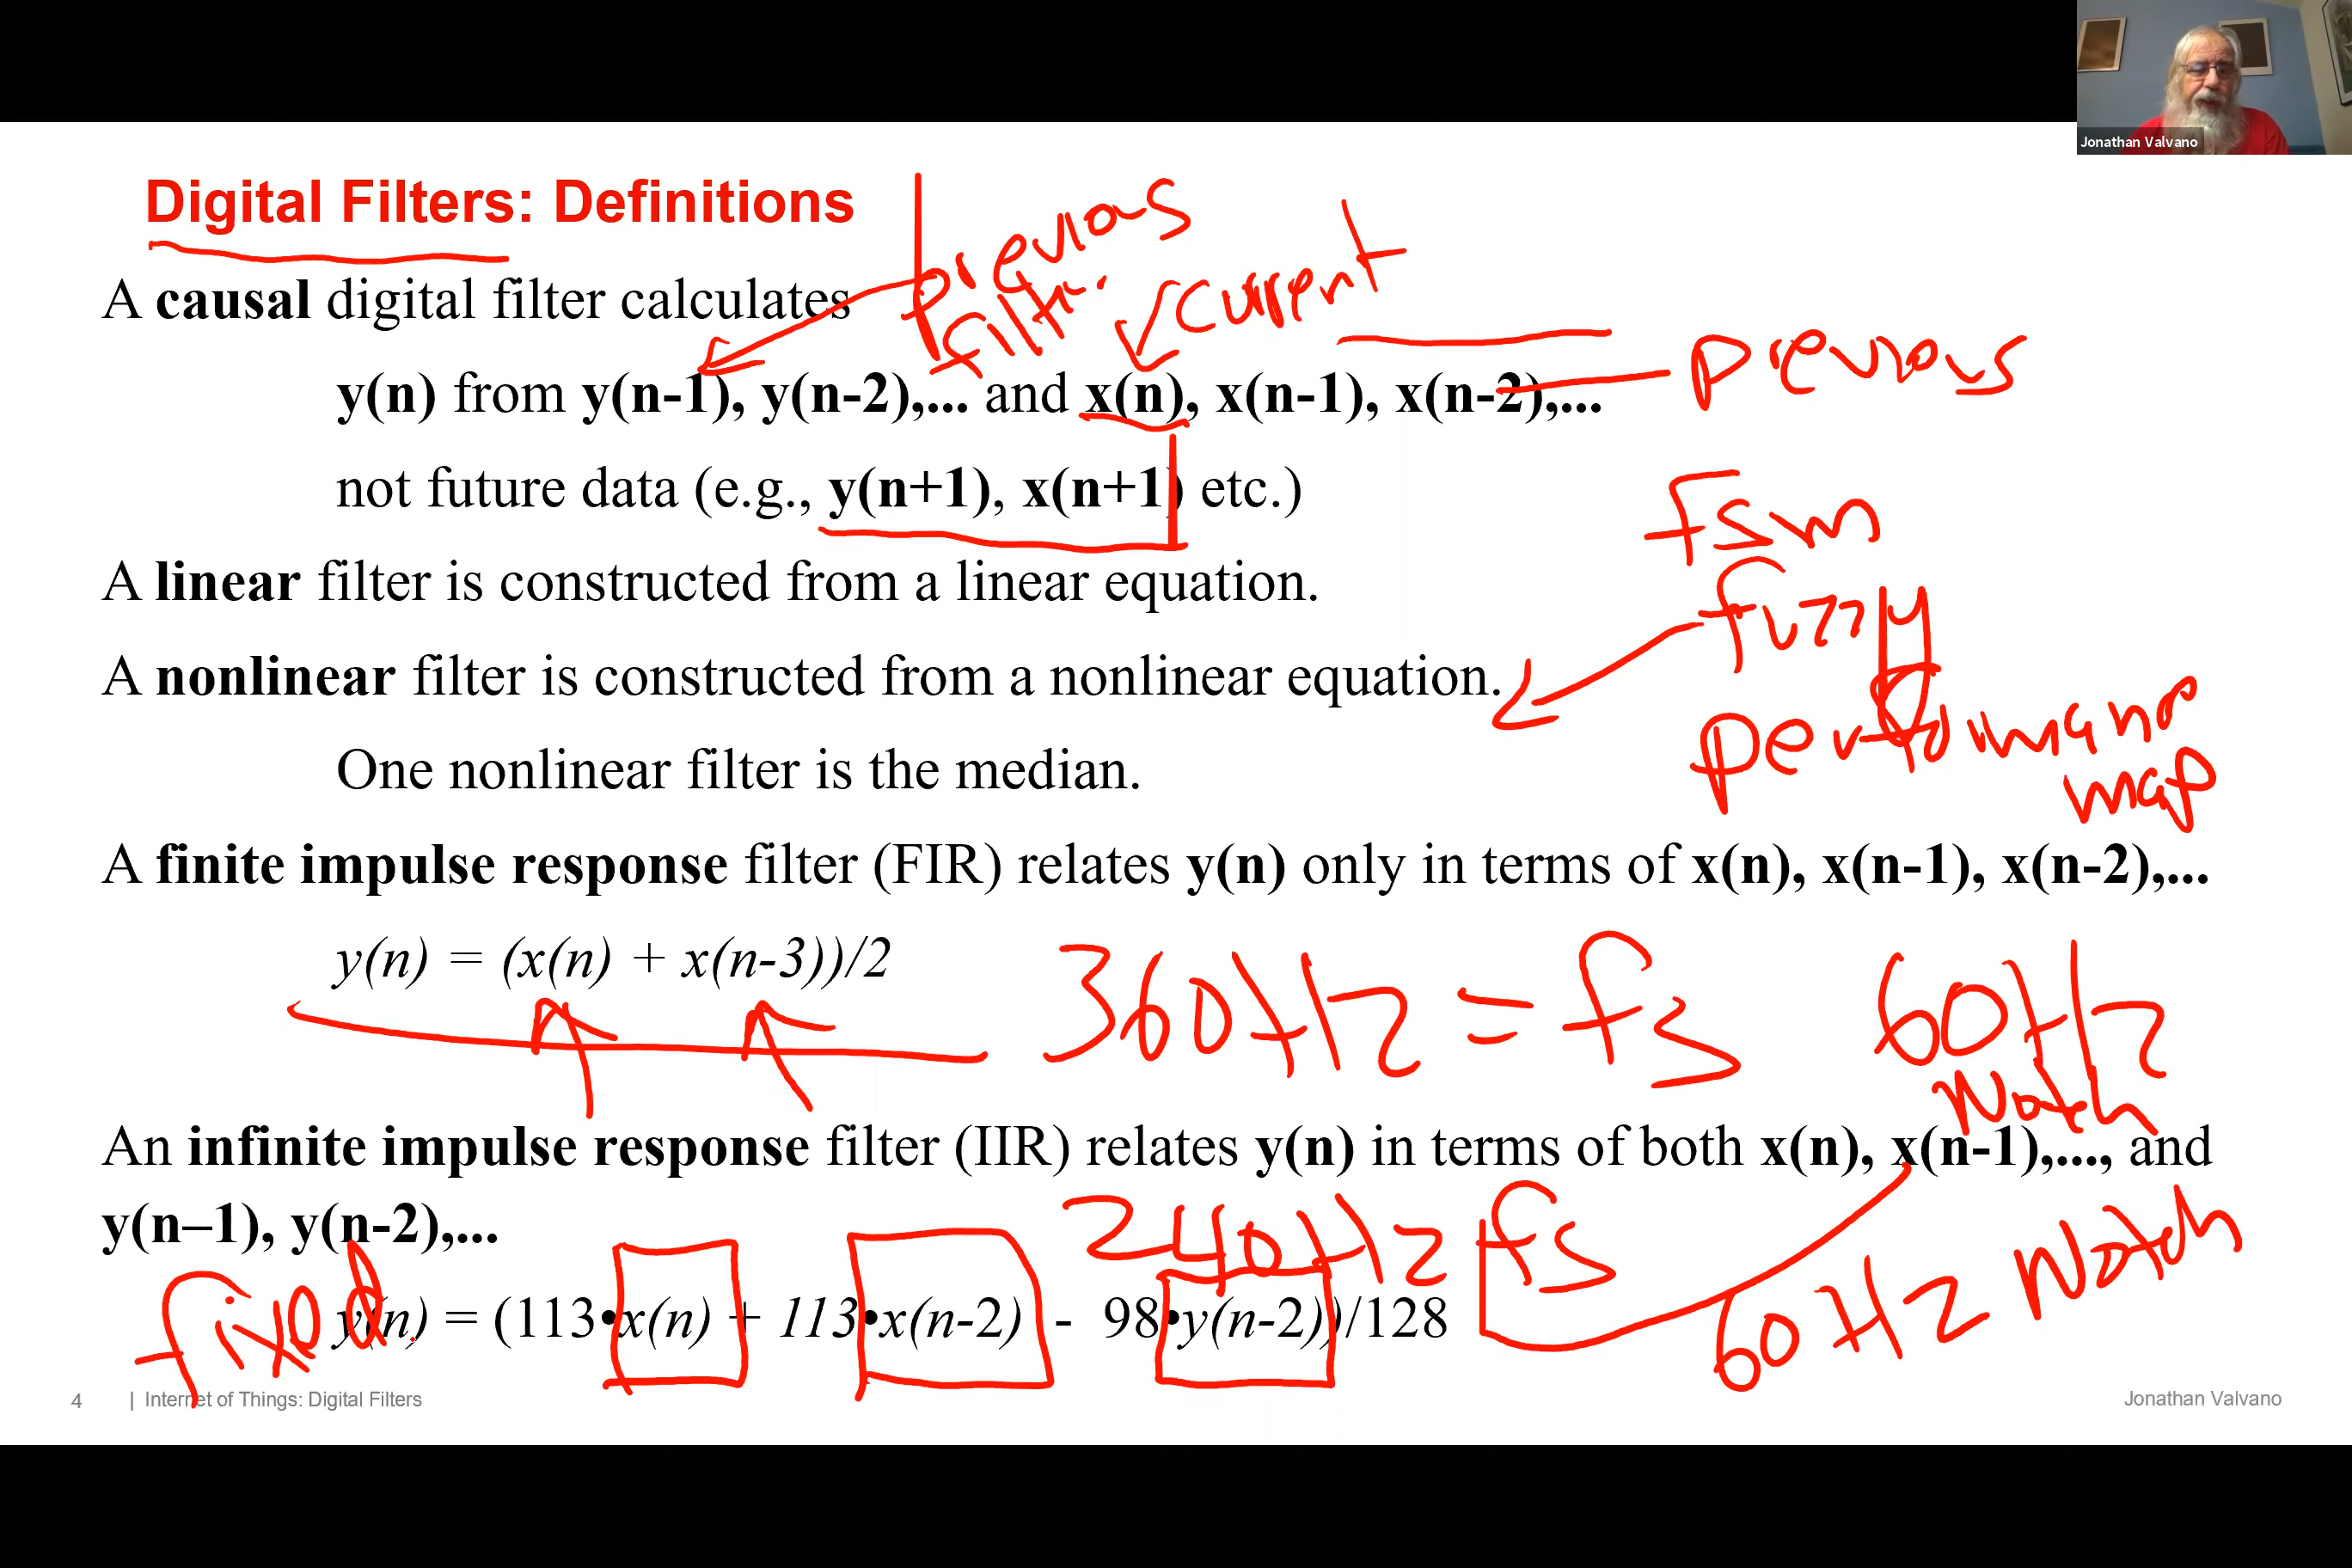 Jonathan Valvano
Digital Filters: Definitions
previous
filter
Current
A causal digital filter calculates
previous
y(n) from y(n-1), y(n-2),... and x(n), x(n-1), x(n-2),...
not future data (e.g., y(n+1), x(n+1) etc.)
fsm
A linear filter is constructed from a linear equation.
fuzzy
A nonlinear filter is constructed from a nonlinear equation.
performance
map
One nonlinear filter is the median.
A finite impulse response filter (FIR) relates y(n) only in terms of x(n), x(n-1), x(n-2),...
y(n) = (x(n) + x(n-3))/2
360Hz = fs
60Hz
Notch
An infinite impulse response filter (IIR) relates y(n) in terms of both x(n), x(n-1),..., and
y(n–1), y(n-2),...
240Hz fs
60Hz Notch
fixed
y(n) = (113•x(n) + 113•x(n-2) - 98•y(n-2))/128
4 | Internet of Things: Digital Filters
Jonathan Valvano